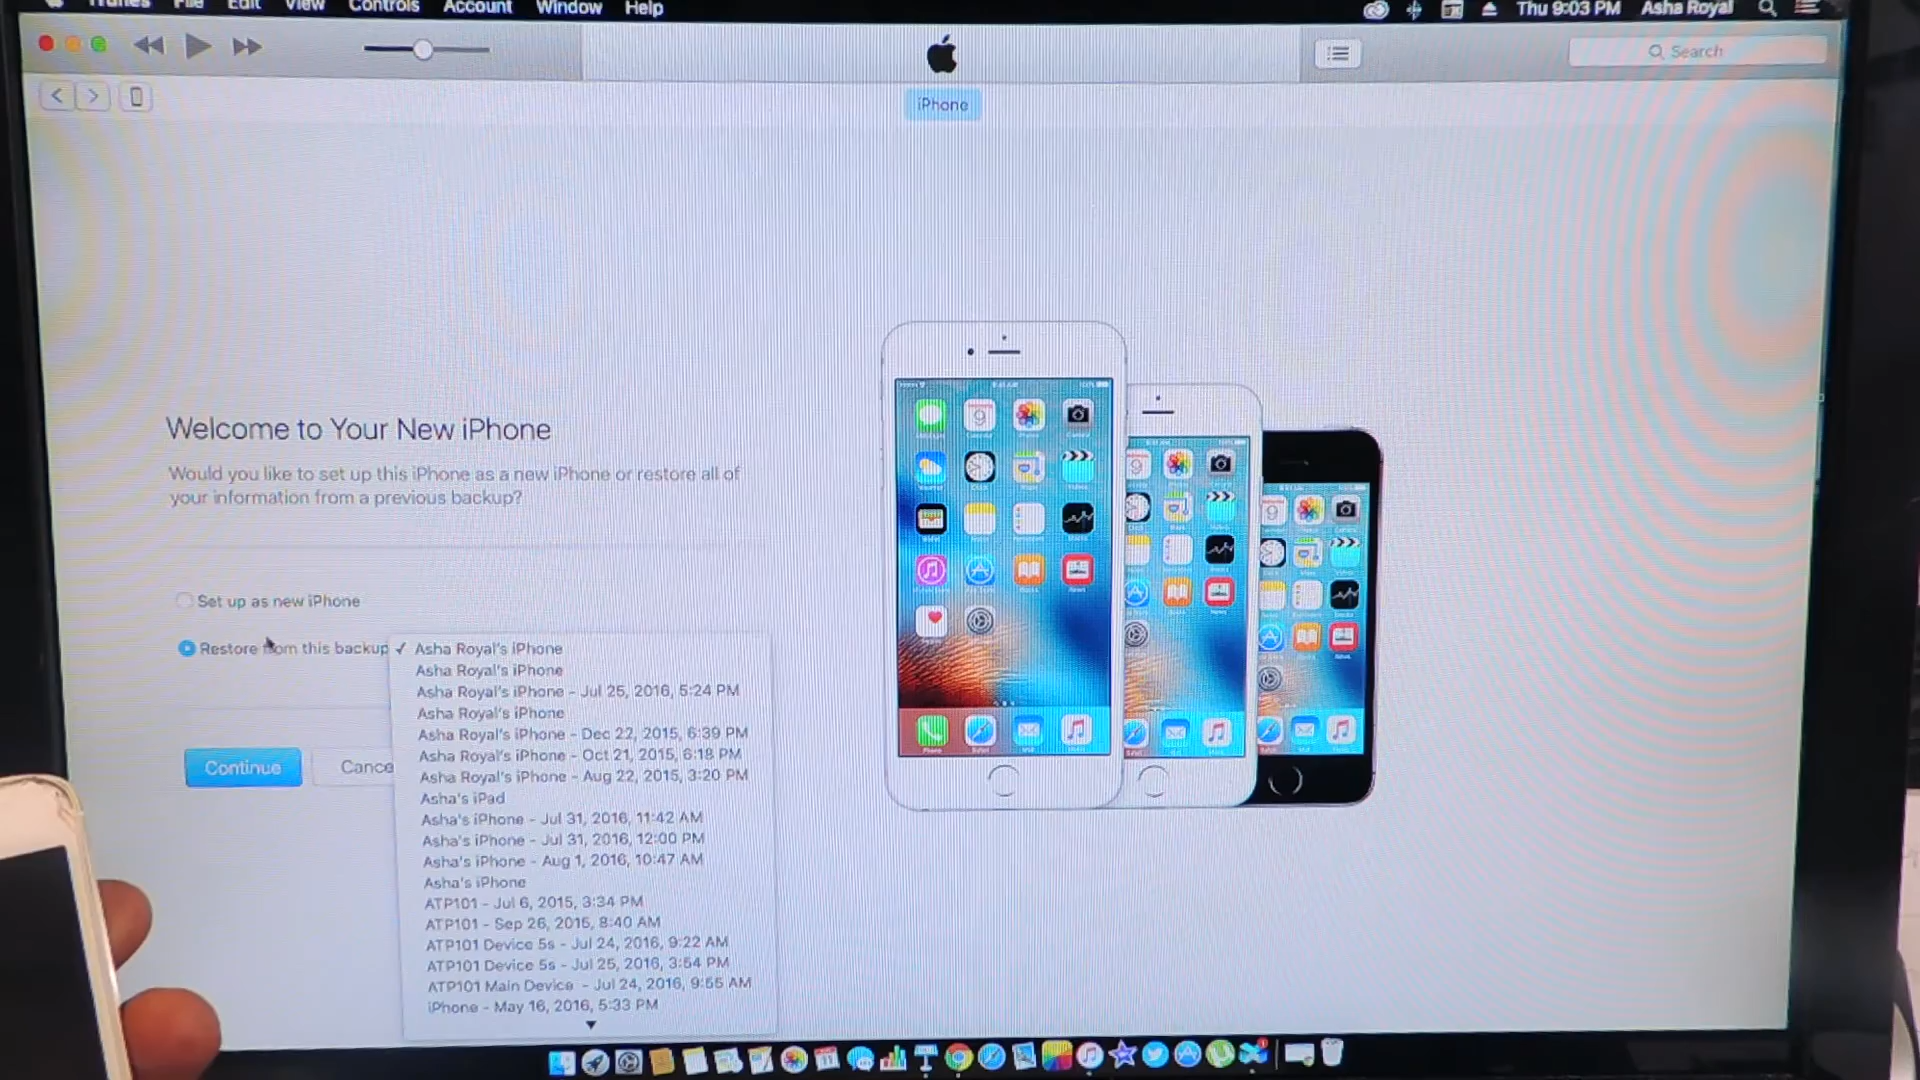 iTunes File Edit View Controls Account Window Help Thu 9:03 PM Asha Royal
Search
iPhone
Welcome to Your New iPhone
Would you like to set up this iPhone as a new iPhone or restore all of
your information from a previous backup?
Set up as new iPhone
Restore from this backup
✓ Asha Royal's iPhone
Asha Royal's iPhone
Asha Royal's iPhone - Jul 25, 2016, 5:24 PM
Asha Royal's iPhone
Asha Royal's iPhone - Dec 22, 2015, 6:39 PM
Asha Royal's iPhone - Oct 21, 2015, 6:18 PM
Asha Royal's iPhone - Aug 22, 2015, 3:20 PM
Asha's iPad
Asha's iPhone - Jul 31, 2016, 11:42 AM
Asha's iPhone - Jul 31, 2016, 12:00 PM
Asha's iPhone - Aug 1, 2016, 10:47 AM
Asha's iPhone
ATP101 - Jul 6, 2015, 3:34 PM
ATP101 - Sep 26, 2015, 8:40 AM
ATP101 Device 5s - Jul 24, 2016, 9:22 AM
ATP101 Device 5s - Jul 25, 2016, 3:54 PM
ATP101 Main Device - Jul 24, 2016, 9:55 AM
iPhone - May 16, 2016, 5:33 PM
Continue
Cance